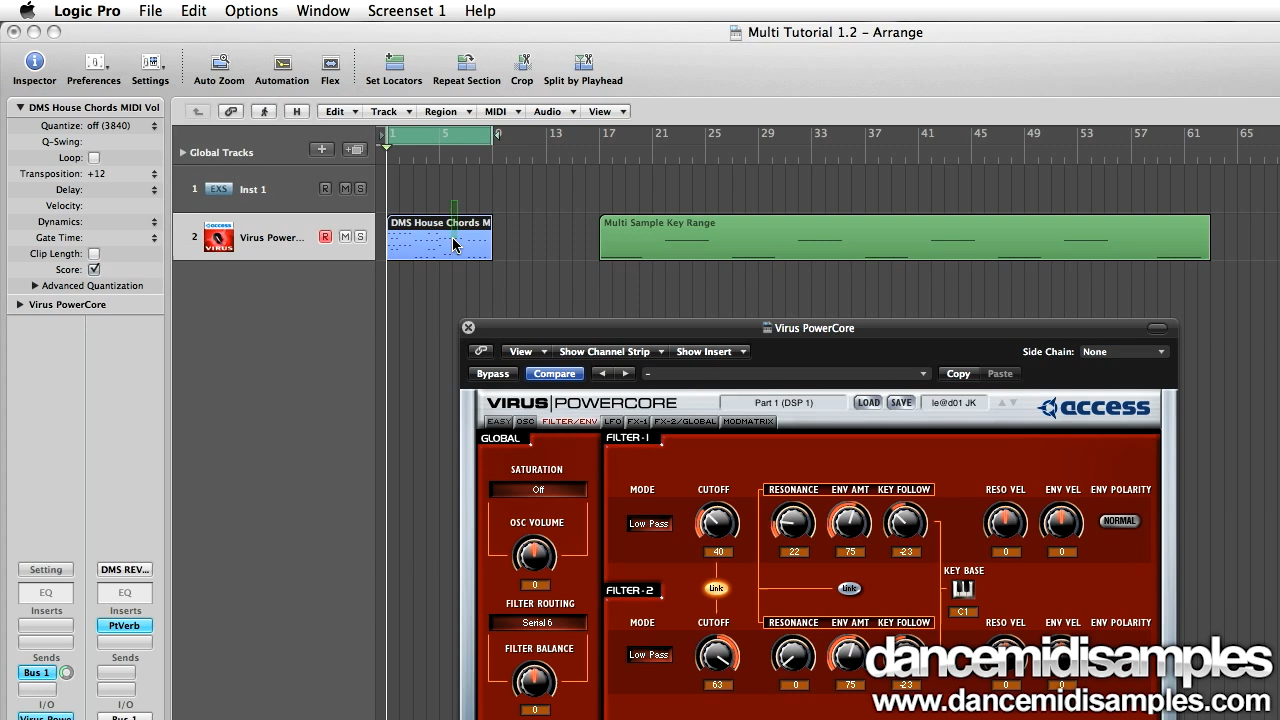 Logic Pro File Edit Options Window Screenset 1 Help
Multi Tutorial 1.2 - Arrange
Inspector Preferences Settings Auto Zoom Automation Flex Set Locators Repeat Section Crop Split by Playhead
DMS House Chords MIDI Vol
Edit Track Region MIDI Audio View
Quantize: off (3840)
Q-Swing:
Loop:
Transposition: +12
Delay:
Velocity:
Dynamics:
Gate Time:
Clip Length:
Score:
Advanced Quantization
Virus PowerCore
1 5 9 13 17 21 25 29 33 37 41 45 49 53 57 61 65
Global Tracks
1 EXS Inst 1 R M S
DMS House Chords M
Multi Sample Key Range
2 access VIRUS Virus Power... R M S
Virus PowerCore
View Show Channel Strip Show Insert Side Chain: None
Bypass Compare - Copy Paste
VIRUS|POWERCORE Part 1 (DSP 1) LOAD SAVE le@d01 JK access
EASY OSC FILTER/ENV LFO FX-1 FX-2/GLOBAL MODMATRIX
GLOBAL FILTER-1
SATURATION
Off
MODE CUTOFF RESONANCE ENV AMT KEY FOLLOW RESO VEL ENV VEL ENV POLARITY
OSC VOLUME
Low Pass NORMAL
40 22 75 -23 0 0
0
KEY BASE
Link Link
C1
FILTER-2
FILTER ROUTING
Serial 6
MODE CUTOFF RESONANCE ENV AMT KEY FOLLOW RESO VEL ENV VEL ENV POLARITY
FILTER BALANCE
Low Pass
63 0 75 -23 0 0
0
Setting DMS REV...
EQ EQ
Inserts Inserts
PtVerb
Sends Sends
Bus 1
I/O I/O
Virus Powe Bus 1
dancemidisamples
www.dancemidisamples.com